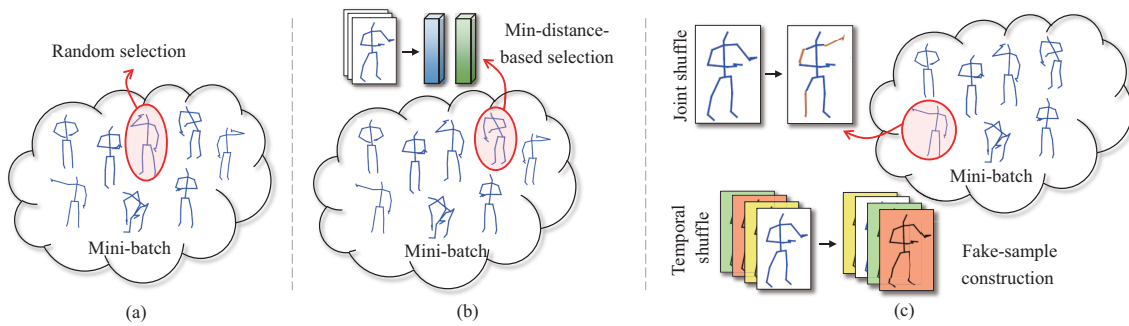 Random selection
Mini-batch
(a)
Min-distance-
based selection
Mini-batch
(b)
Joint shuffle
Mini-batch
Temporal
shuffle
Fake-sample
construction
(c)